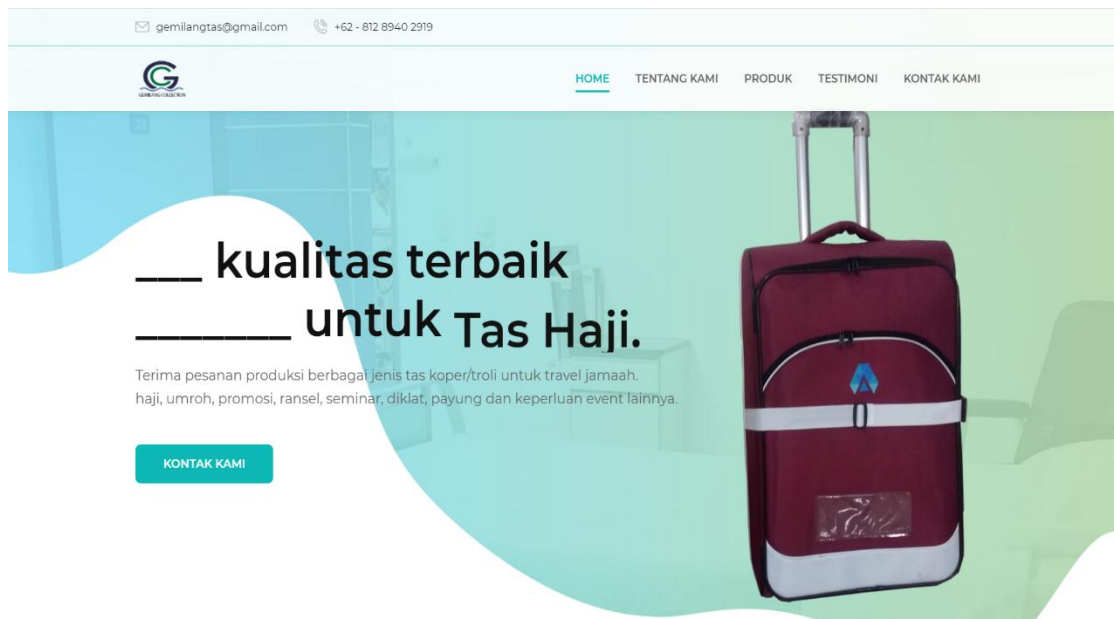 gemilangtas@gmail.com +62 - 812 8940 2919
GEMILANG COLLECTION
HOME TENTANG KAMI PRODUK TESTIMONI KONTAK KAMI
___ kualitas terbaik
_______ untuk Tas Haji.
Terima pesanan produksi berbagai jenis tas koper/troli untuk travel jamaah.
haji, umroh, promosi, ransel, seminar, diklat, payung dan keperluan event lainnya.
KONTAK KAMI